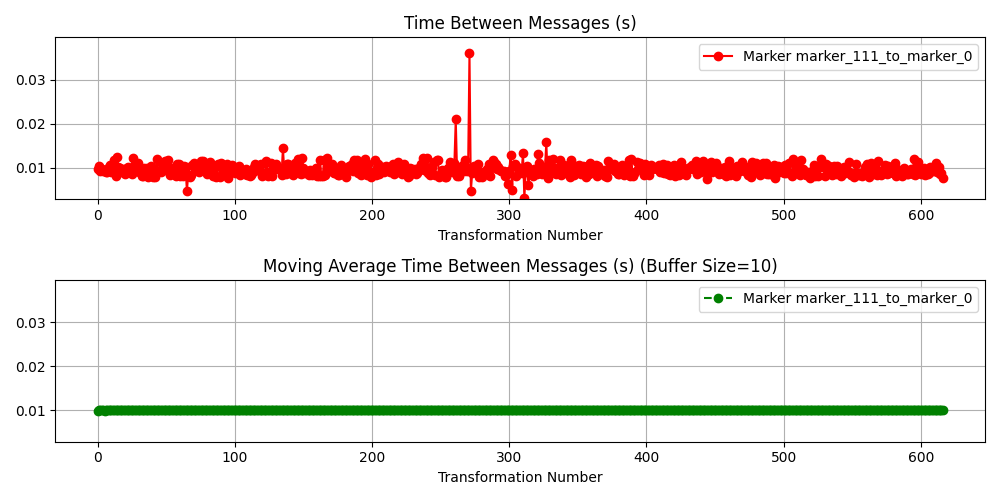 Time Between Messages (s)
Marker marker_111_to_marker_0
0.03
0.02
0.01
0 100 200 300 400 500 600
Transformation Number
Moving Average Time Between Messages (s) (Buffer Size=10)
Marker marker_111_to_marker_0
0.03
0.02
0.01
0 100 200 300 400 500 600
Transformation Number